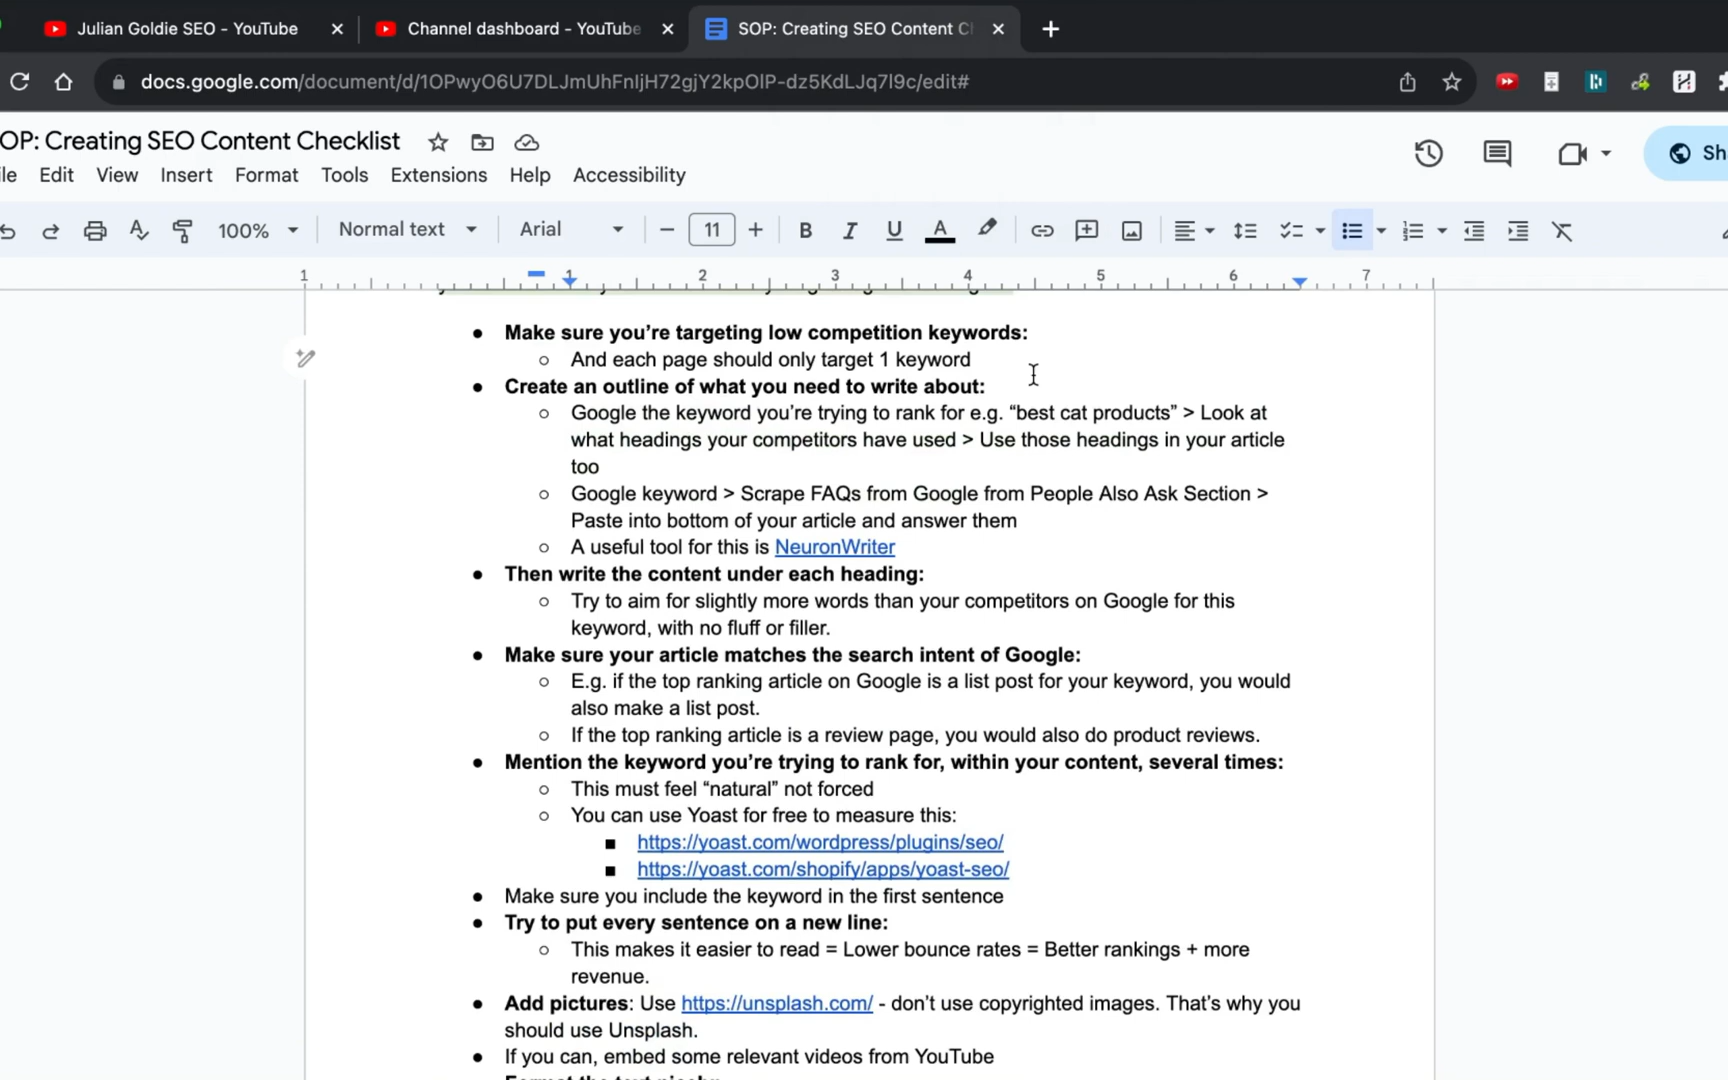 Julian Goldie SEO - YouTube
Channel dashboard - YouTube
SOP: Creating SEO Content C
docs.google.com/document/d/1OPwyO6U7DLJmUhFnIjH72gjY2kpOlP-dz5KdLJq7l9c/edit#
OP: Creating SEO Content Checklist
Sh
le Edit View Insert Format Tools Extensions Help Accessibility
100% Normal text Arial 11 B I U A
1 1 2 3 4 5 6 7
Make sure you’re targeting low competition keywords:
And each page should only target 1 keyword
Create an outline of what you need to write about:
Google the keyword you’re trying to rank for e.g. “best cat products” > Look at
what headings your competitors have used > Use those headings in your article
too
Google keyword > Scrape FAQs from Google from People Also Ask Section >
Paste into bottom of your article and answer them
A useful tool for this is NeuronWriter
Then write the content under each heading:
Try to aim for slightly more words than your competitors on Google for this
keyword, with no fluff or filler.
Make sure your article matches the search intent of Google:
E.g. if the top ranking article on Google is a list post for your keyword, you would
also make a list post.
If the top ranking article is a review page, you would also do product reviews.
Mention the keyword you’re trying to rank for, within your content, several times:
This must feel “natural” not forced
You can use Yoast for free to measure this:
https://yoast.com/wordpress/plugins/seo/
https://yoast.com/shopify/apps/yoast-seo/
Make sure you include the keyword in the first sentence
Try to put every sentence on a new line:
This makes it easier to read = Lower bounce rates = Better rankings + more
revenue.
Add pictures: Use https://unsplash.com/ - don’t use copyrighted images. That’s why you
should use Unsplash.
If you can, embed some relevant videos from YouTube
Format the text nicely: